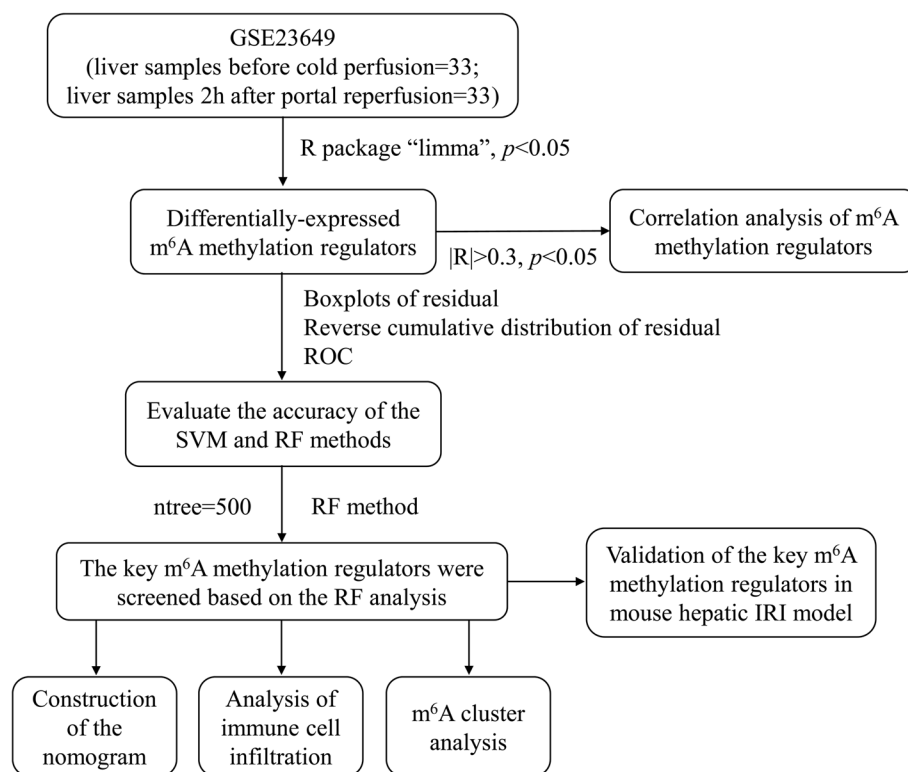 GSE23649
(liver samples before cold perfusion=33;
liver samples 2h after portal reperfusion=33)
R package “limma”, p<0.05
Differentially-expressed
m⁶A methylation regulators
|R|>0.3, p<0.05
Correlation analysis of m⁶A
methylation regulators
Boxplots of residual
Reverse cumulative distribution of residual
ROC
Evaluate the accuracy of the
SVM and RF methods
ntree=500
RF method
The key m⁶A methylation regulators were
screened based on the RF analysis
Validation of the key m⁶A
methylation regulators in
mouse hepatic IRI model
Construction
of the
nomogram
Analysis of
immune cell
infiltration
m⁶A cluster
analysis